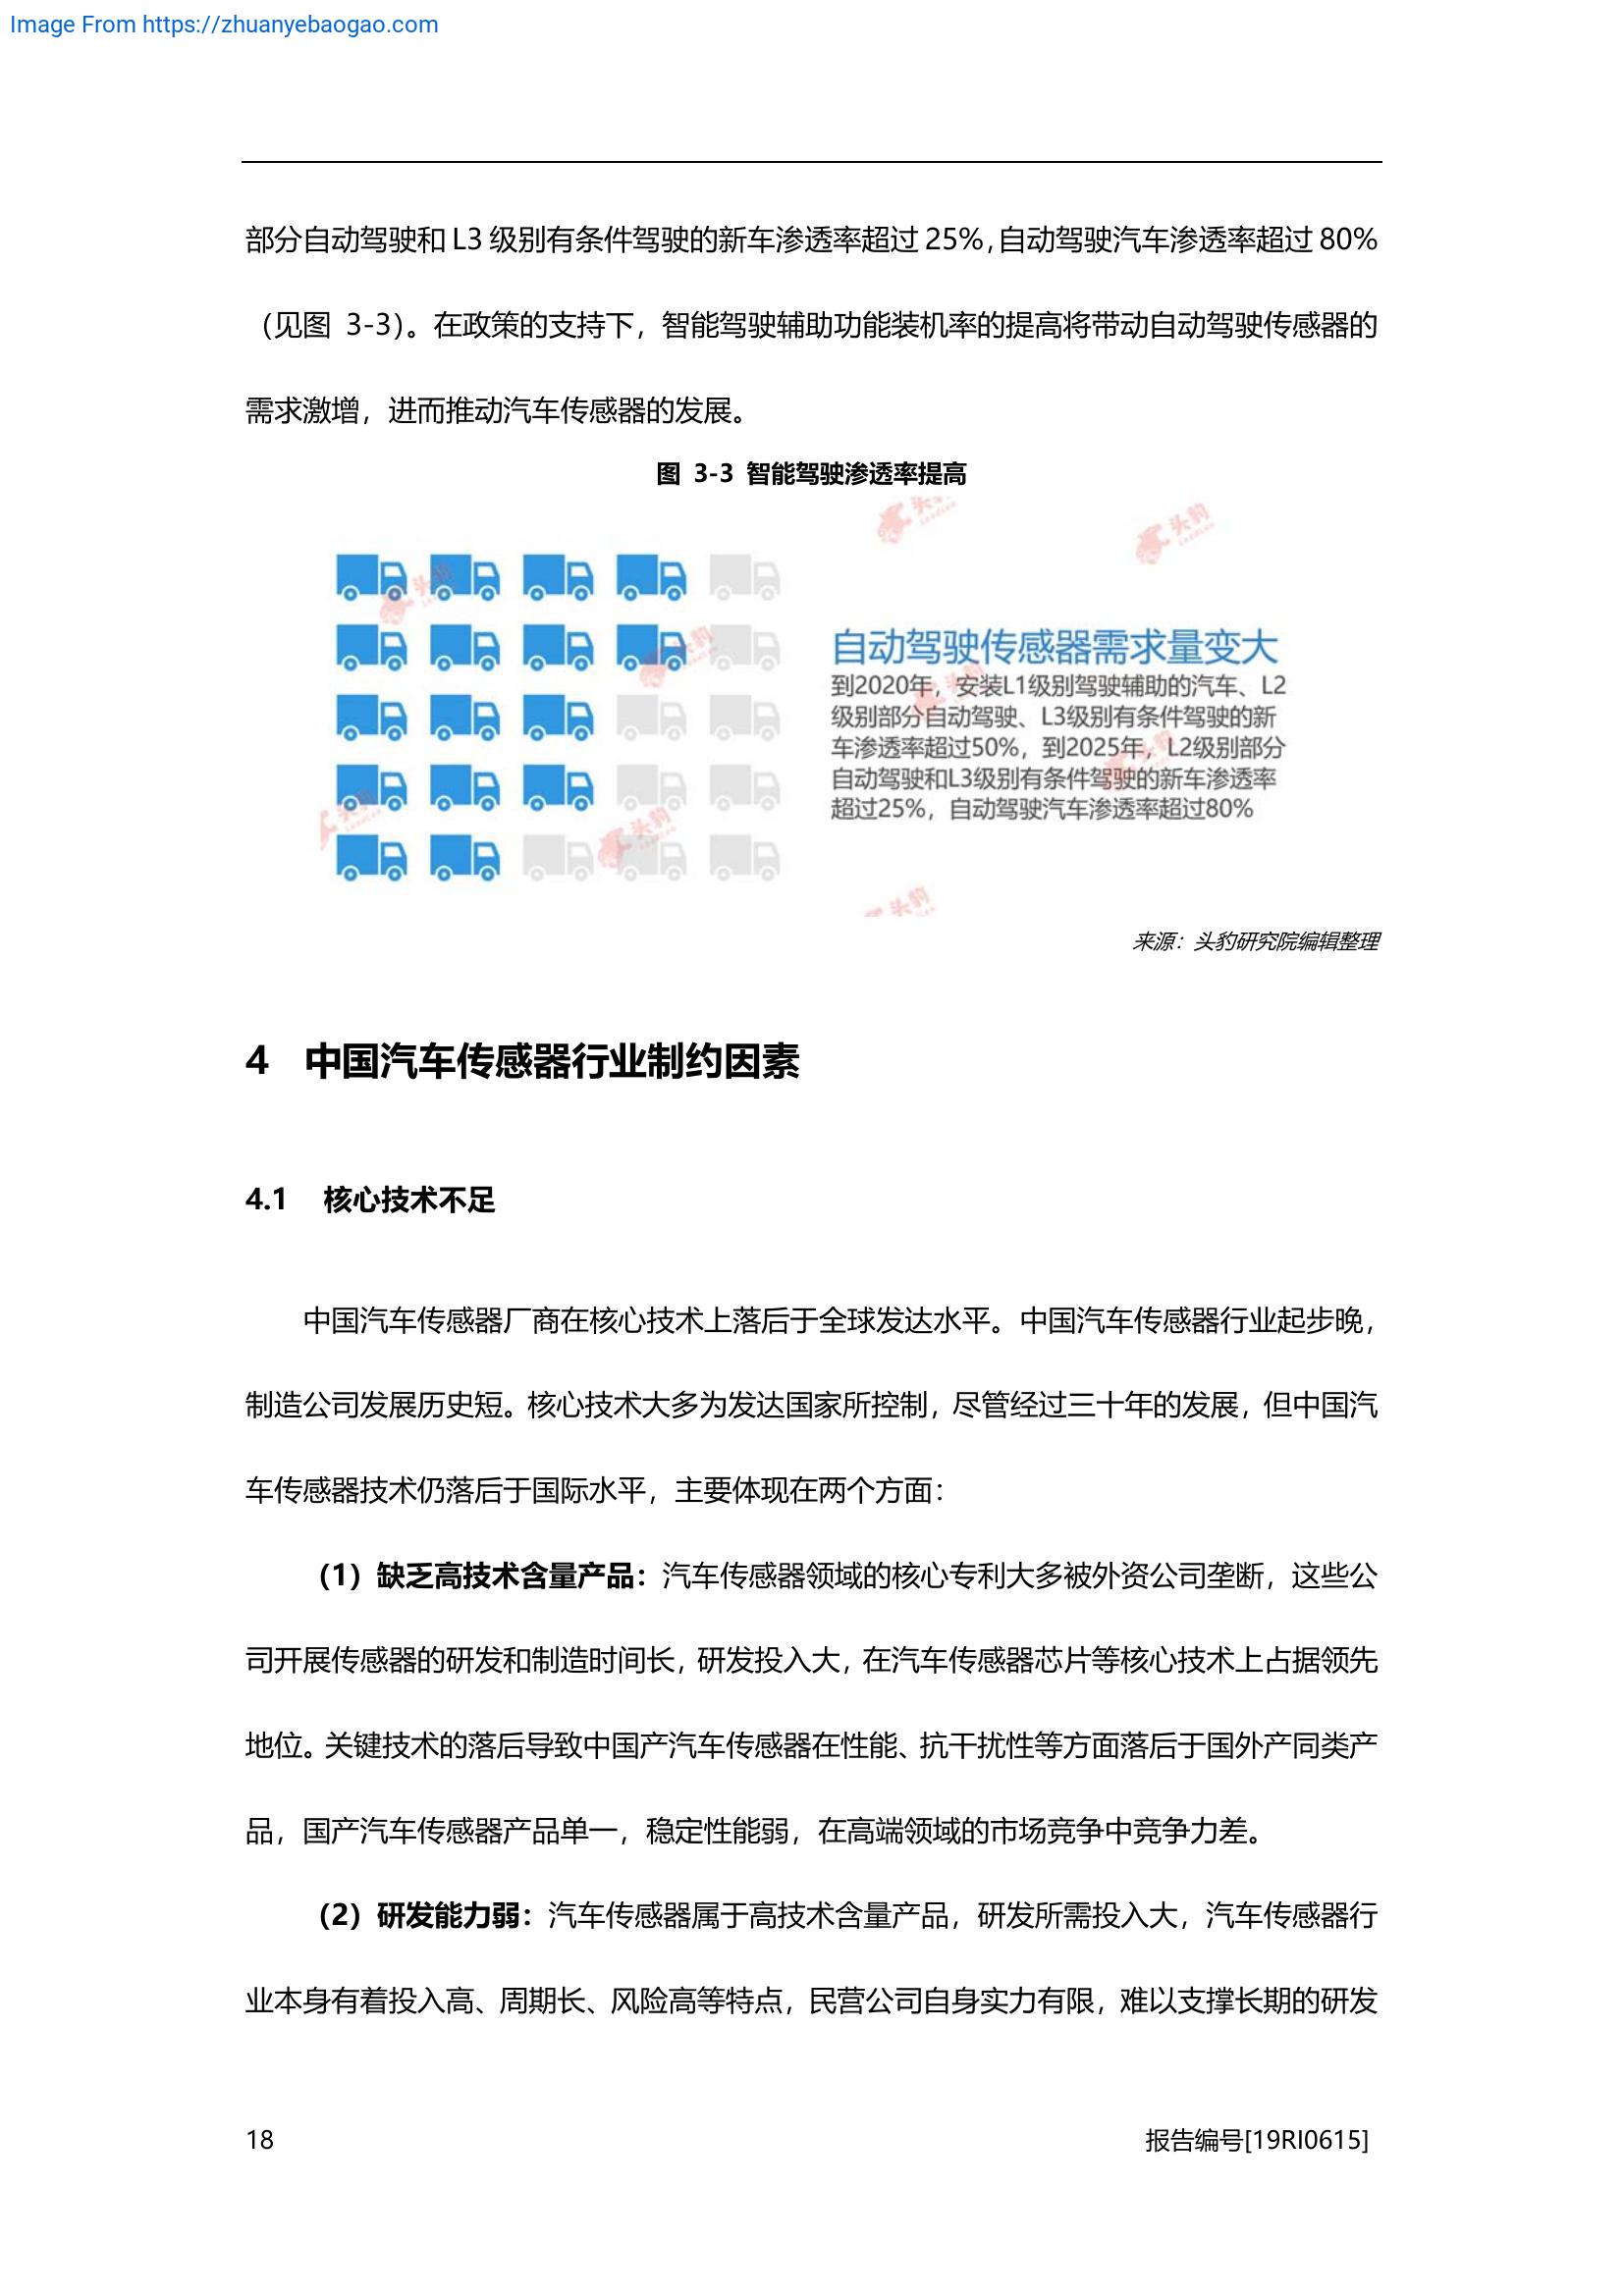 Image From https://zhuanyebaogao.com
部分自动驾驶和 L3 级别有条件驾驶的新车渗透率超过 25%，自动驾驶汽车渗透率超过 80%
（见图 3-3）。在政策的支持下，智能驾驶辅助功能装机率的提高将带动自动驾驶传感器的
需求激增，进而推动汽车传感器的发展。
图 3-3 智能驾驶渗透率提高
自动驾驶传感器需求量变大
到2020年，安装L1级别驾驶辅助的汽车、L2
级别部分自动驾驶、L3级别有条件驾驶的新
车渗透率超过50%，到2025年，L2级别部分
自动驾驶和L3级别有条件驾驶的新车渗透率
超过25%，自动驾驶汽车渗透率超过80%
头豹
头豹
头豹
头豹
头豹
头豹
头豹
头豹
头豹
来源：头豹研究院编辑整理
4 中国汽车传感器行业制约因素
4.1 核心技术不足
中国汽车传感器厂商在核心技术上落后于全球发达水平。中国汽车传感器行业起步晚，
制造公司发展历史短。核心技术大多为发达国家所控制，尽管经过三十年的发展，但中国汽
车传感器技术仍落后于国际水平，主要体现在两个方面：
（1）缺乏高技术含量产品：汽车传感器领域的核心专利大多被外资公司垄断，这些公
司开展传感器的研发和制造时间长，研发投入大，在汽车传感器芯片等核心技术上占据领先
地位。关键技术的落后导致中国产汽车传感器在性能、抗干扰性等方面落后于国外产同类产
品，国产汽车传感器产品单一，稳定性能弱，在高端领域的市场竞争中竞争力差。
（2）研发能力弱：汽车传感器属于高技术含量产品，研发所需投入大，汽车传感器行
业本身有着投入高、周期长、风险高等特点，民营公司自身实力有限，难以支撑长期的研发
18
报告编号[19RI0615]